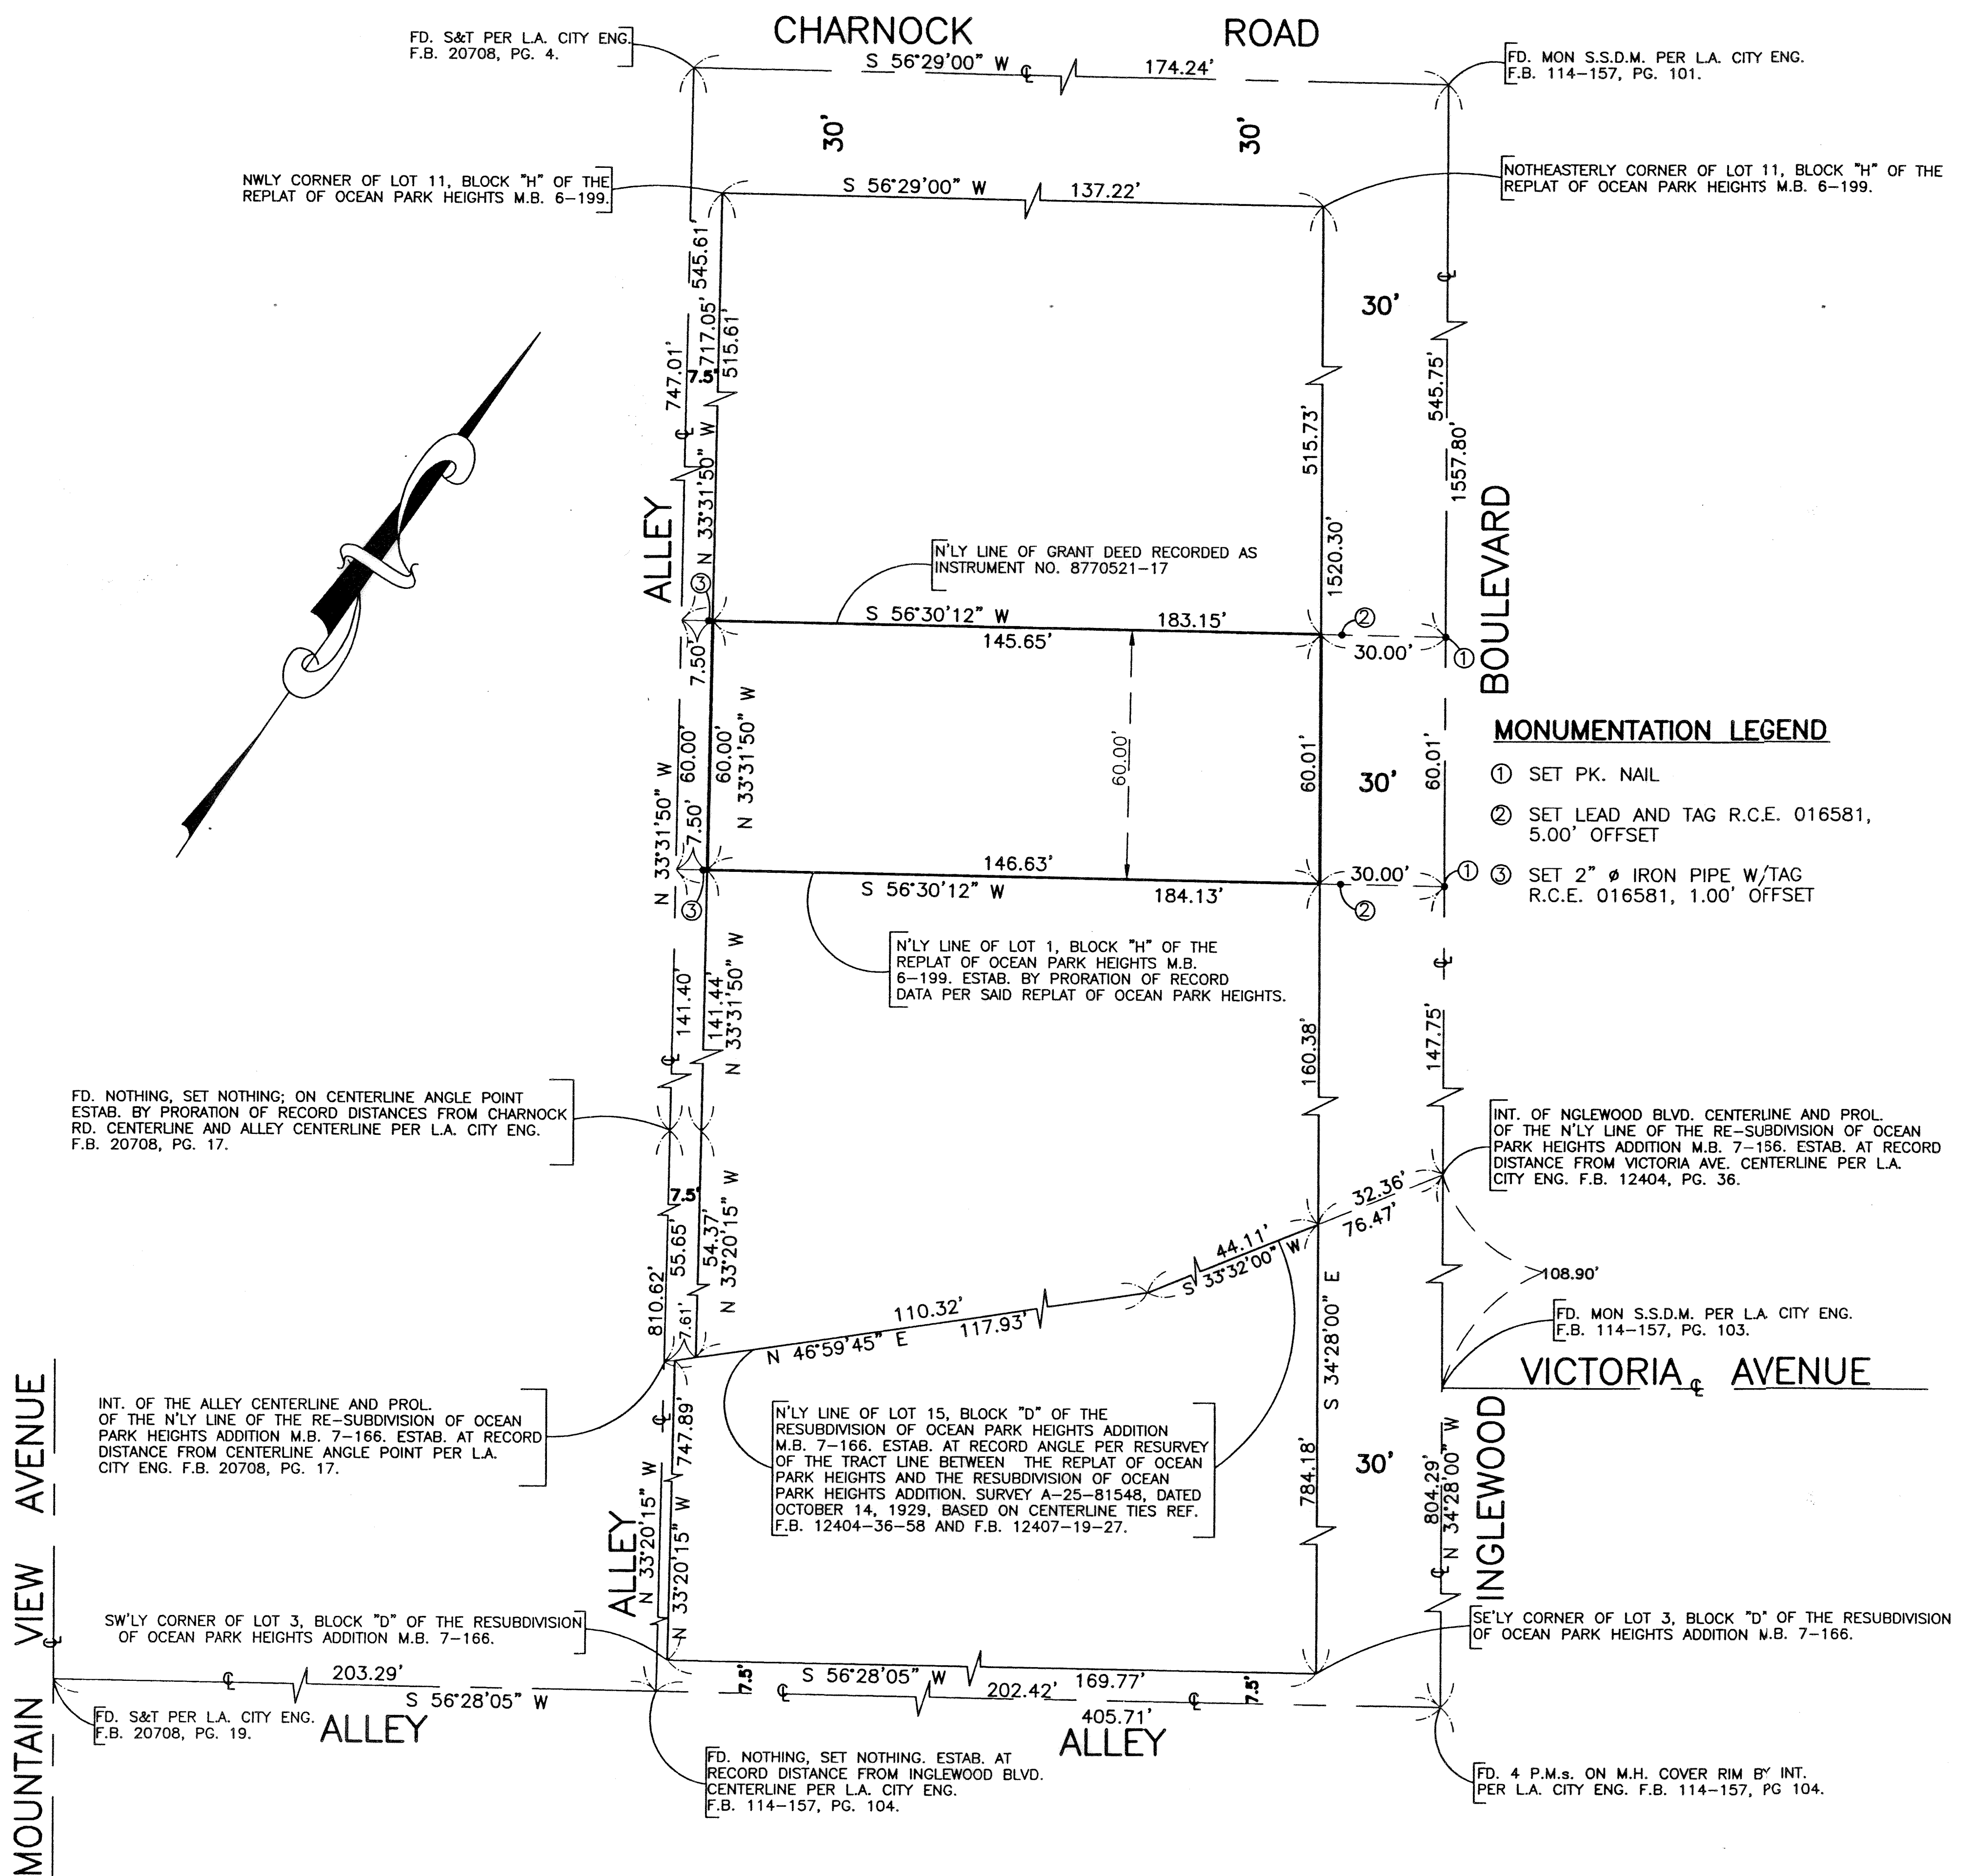 CHARNOCK ROAD
FD. S&T PER L.A. CITY ENG.
F.B. 20708, PG. 4.
S 56°29'00" W ℄ 174.24'
FD. MON S.S.D.M. PER L.A. CITY ENG.
F.B. 114-157, PG. 101.
30'
30'
NWLY CORNER OF LOT 11, BLOCK "H" OF THE
REPLAT OF OCEAN PARK HEIGHTS M.B. 6-199.
S 56°29'00" W 137.22'
NOTHEASTERLY CORNER OF LOT 11, BLOCK "H" OF THE
REPLAT OF OCEAN PARK HEIGHTS M.B. 6-199.
545.61'
717.05'
515.61'
747.01'
7.5'
℄
N 33°31'50" W
ALLEY
30'
℄
515.73'
545.75'
1520.30'
1557.80'
BOULEVARD
N'LY LINE OF GRANT DEED RECORDED AS
INSTRUMENT NO. 8770521-17
3
S 56°30'12" W 183.15'
145.65'
2
30.00'
1
7.50'
60.00'
60.00'
N 33°31'50" W
N 33°31'50" W
7.50'
60.00'
60.01'
30'
60.01'
MONUMENTATION LEGEND
1 SET PK. NAIL
2 SET LEAD AND TAG R.C.E. 016581,
5.00' OFFSET
3 SET 2" ø IRON PIPE W/TAG
R.C.E. 016581, 1.00' OFFSET
146.63'
S 56°30'12" W 184.13'
30.00'
1
2
3
N'LY LINE OF LOT 1, BLOCK "H" OF THE
REPLAT OF OCEAN PARK HEIGHTS M.B.
6-199. ESTAB. BY PRORATION OF RECORD
DATA PER SAID REPLAT OF OCEAN PARK HEIGHTS.
141.40'
141.44'
N 33°31'50" W
N 33°31'50" W
℄
160.38'
147.75'
℄
FD. NOTHING, SET NOTHING; ON CENTERLINE ANGLE POINT
ESTAB. BY PRORATION OF RECORD DISTANCES FROM CHARNOCK
RD. CENTERLINE AND ALLEY CENTERLINE PER L.A. CITY ENG.
F.B. 20708, PG. 17.
INT. OF NGLEWOOD BLVD. CENTERLINE AND PROL.
OF THE N'LY LINE OF THE RE-SUBDIVISION OF OCEAN
PARK HEIGHTS ADDITION M.B. 7-156. ESTAB. AT RECORD
DISTANCE FROM VICTORIA AVE. CENTERLINE PER L.A.
CITY ENG. F.B. 12404, PG. 36.
7.5'
55.65'
54.37'
N 33°20'15" W
810.62'
7.61'
32.36'
76.47'
44.11'
S 33°32'00" W
110.32'
117.93'
N 46°59'45" E
108.90'
S 34°28'00" E
FD. MON S.S.D.M. PER L.A. CITY ENG.
F.B. 114-157, PG. 103.
VICTORIA ℄ AVENUE
INT. OF THE ALLEY CENTERLINE AND PROL.
OF THE N'LY LINE OF THE RE-SUBDIVISION OF OCEAN
PARK HEIGHTS ADDITION M.B. 7-166. ESTAB. AT RECORD
DISTANCE FROM CENTERLINE ANGLE POINT PER L.A.
CITY ENG. F.B. 20708, PG. 17.
N'LY LINE OF LOT 15, BLOCK "D" OF THE
RESUBDIVISION OF OCEAN PARK HEIGHTS ADDITION
M.B. 7-166. ESTAB. AT RECORD ANGLE PER RESURVEY
OF THE TRACT LINE BETWEEN THE REPLAT OF OCEAN
PARK HEIGHTS AND THE RESUBDIVISION OF OCEAN
PARK HEIGHTS ADDITION. SURVEY A-25-81548, DATED
OCTOBER 14, 1929, BASED ON CENTERLINE TIES REF.
F.B. 12404-36-58 AND F.B. 12407-19-27.
℄
747.89'
N 33°20'15" W
N 33°20'15" W
ALLEY
784.18'
30'
804.29'
N 34°28'00" W
℄
INGLEWOOD
MOUNTAIN VIEW AVENUE
℄
SW'LY CORNER OF LOT 3, BLOCK "D" OF THE RESUBDIVISION
OF OCEAN PARK HEIGHTS ADDITION M.B. 7-166.
SE'LY CORNER OF LOT 3, BLOCK "D" OF THE RESUBDIVISION
OF OCEAN PARK HEIGHTS ADDITION M.B. 7-166.
℄ 203.29'
S 56°28'05" W
7.5'
S 56°28'05" W 169.77'
7.5'
℄ 202.42' ℄
405.71'
FD. S&T PER L.A. CITY ENG.
F.B. 20708, PG. 19.
ALLEY
ALLEY
FD. NOTHING, SET NOTHING. ESTAB. AT
RECORD DISTANCE FROM INGLEWOOD BLVD.
CENTERLINE PER L.A. CITY ENG.
F.B. 114-157, PG. 104.
FD. 4 P.M.s. ON M.H. COVER RIM BY INT.
PER L.A. CITY ENG. F.B. 114-157, PG 104.